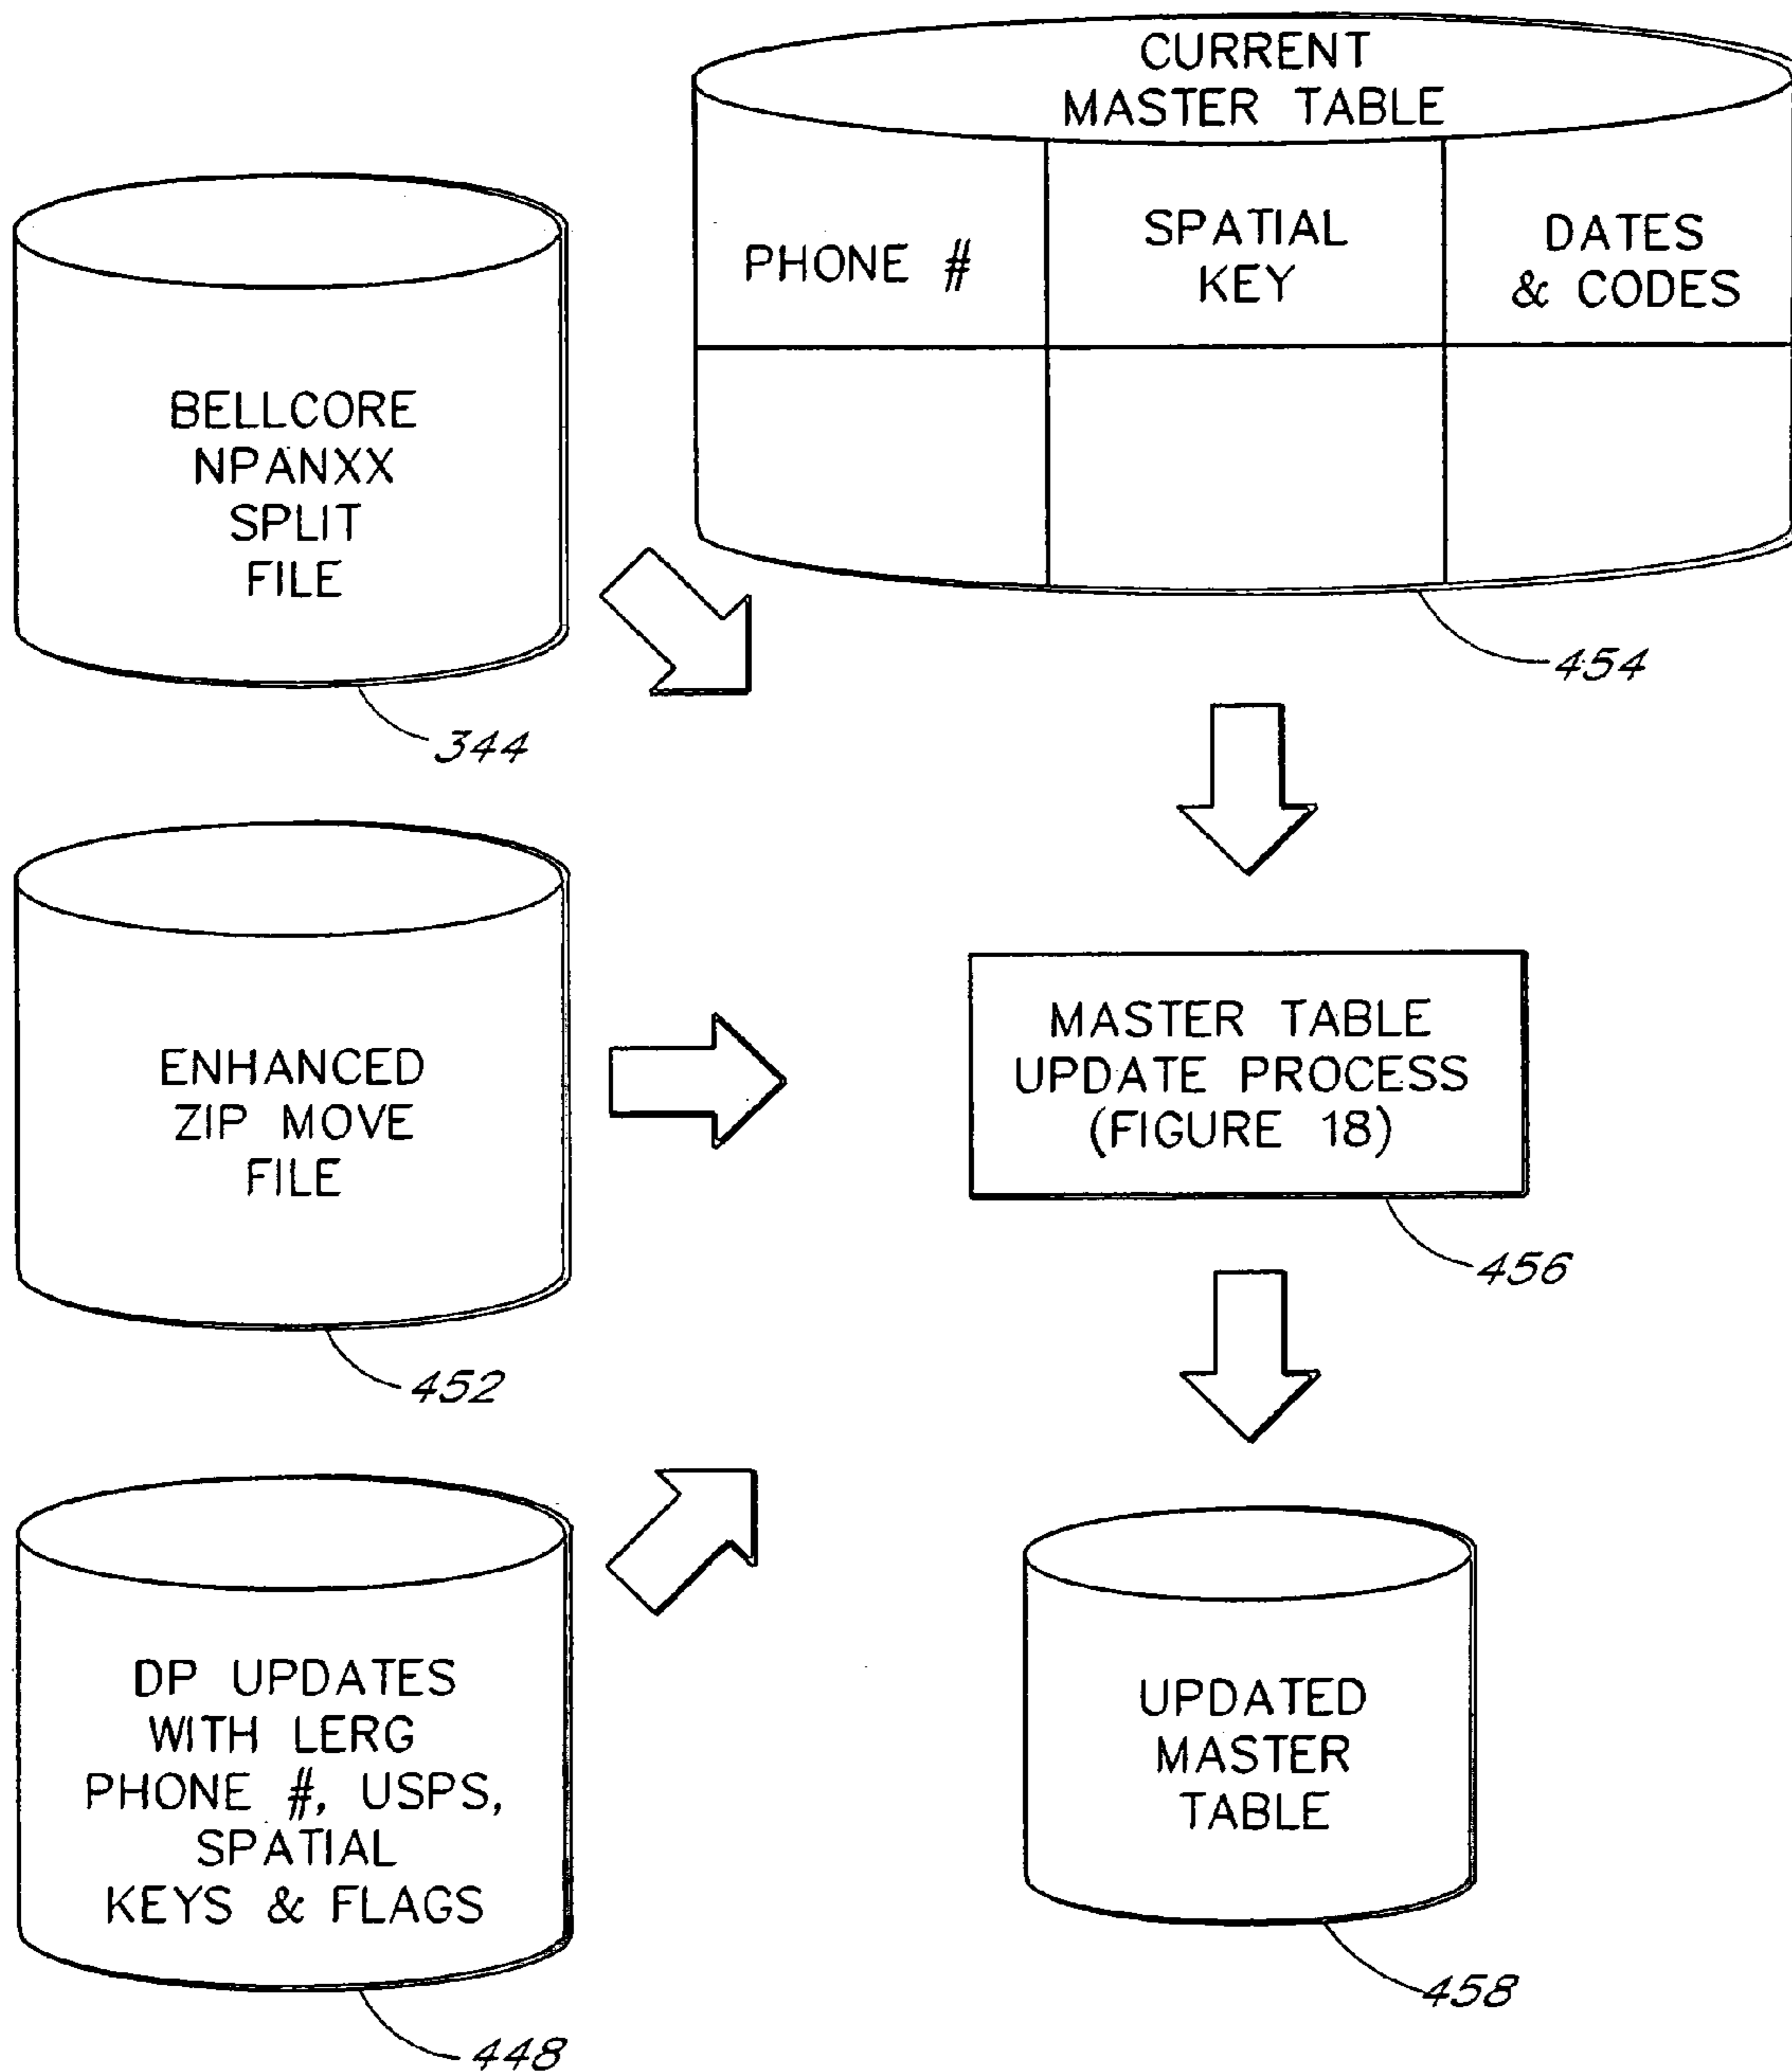 CURRENT
MASTER TABLE
PHONE #
SPATIAL
KEY
DATES
& CODES
454
BELLCORE
NPANXX
SPLIT
FILE
344
ENHANCED
ZIP MOVE
FILE
452
MASTER TABLE
UPDATE PROCESS
(FIGURE 18)
456
DP UPDATES
WITH LERG
PHONE #, USPS,
SPATIAL
KEYS & FLAGS
448
UPDATED
MASTER
TABLE
458